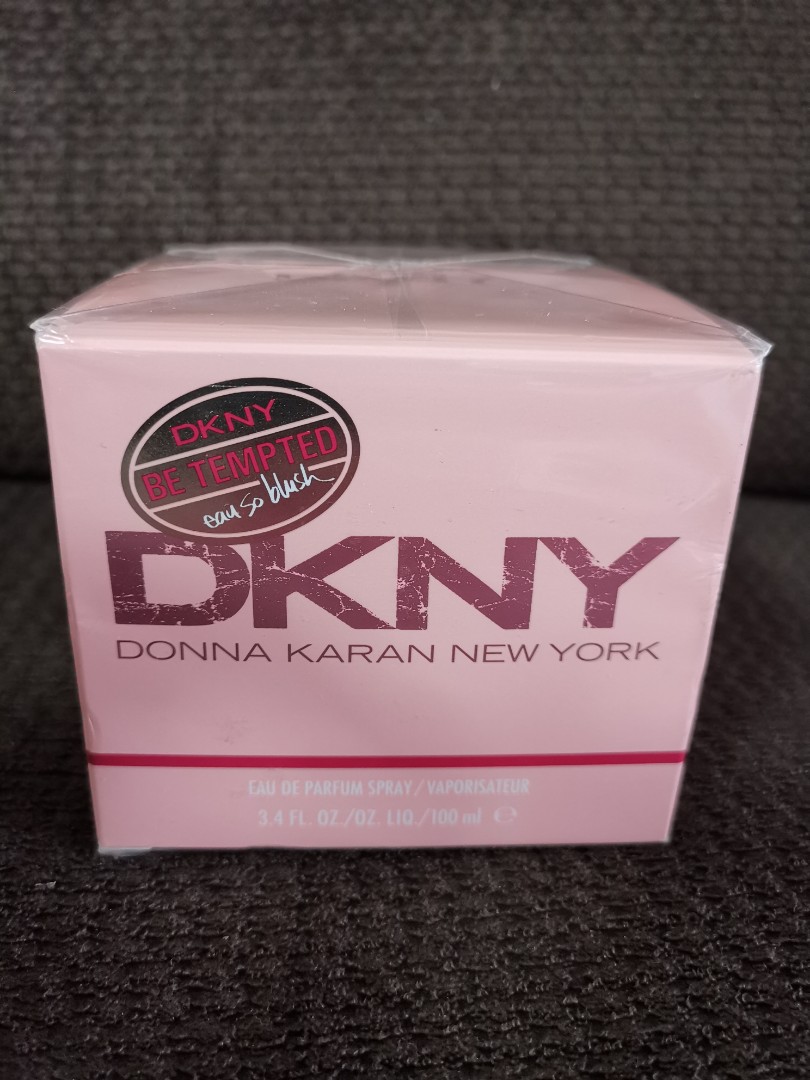 DKNY
BE TEMPTED
eau so blush
DKNY
DONNA KARAN NEW YORK
EAU DE PARFUM SPRAY/VAPORISATEUR
3.4 FL. OZ./OZ. LIQ./100 ml ℮